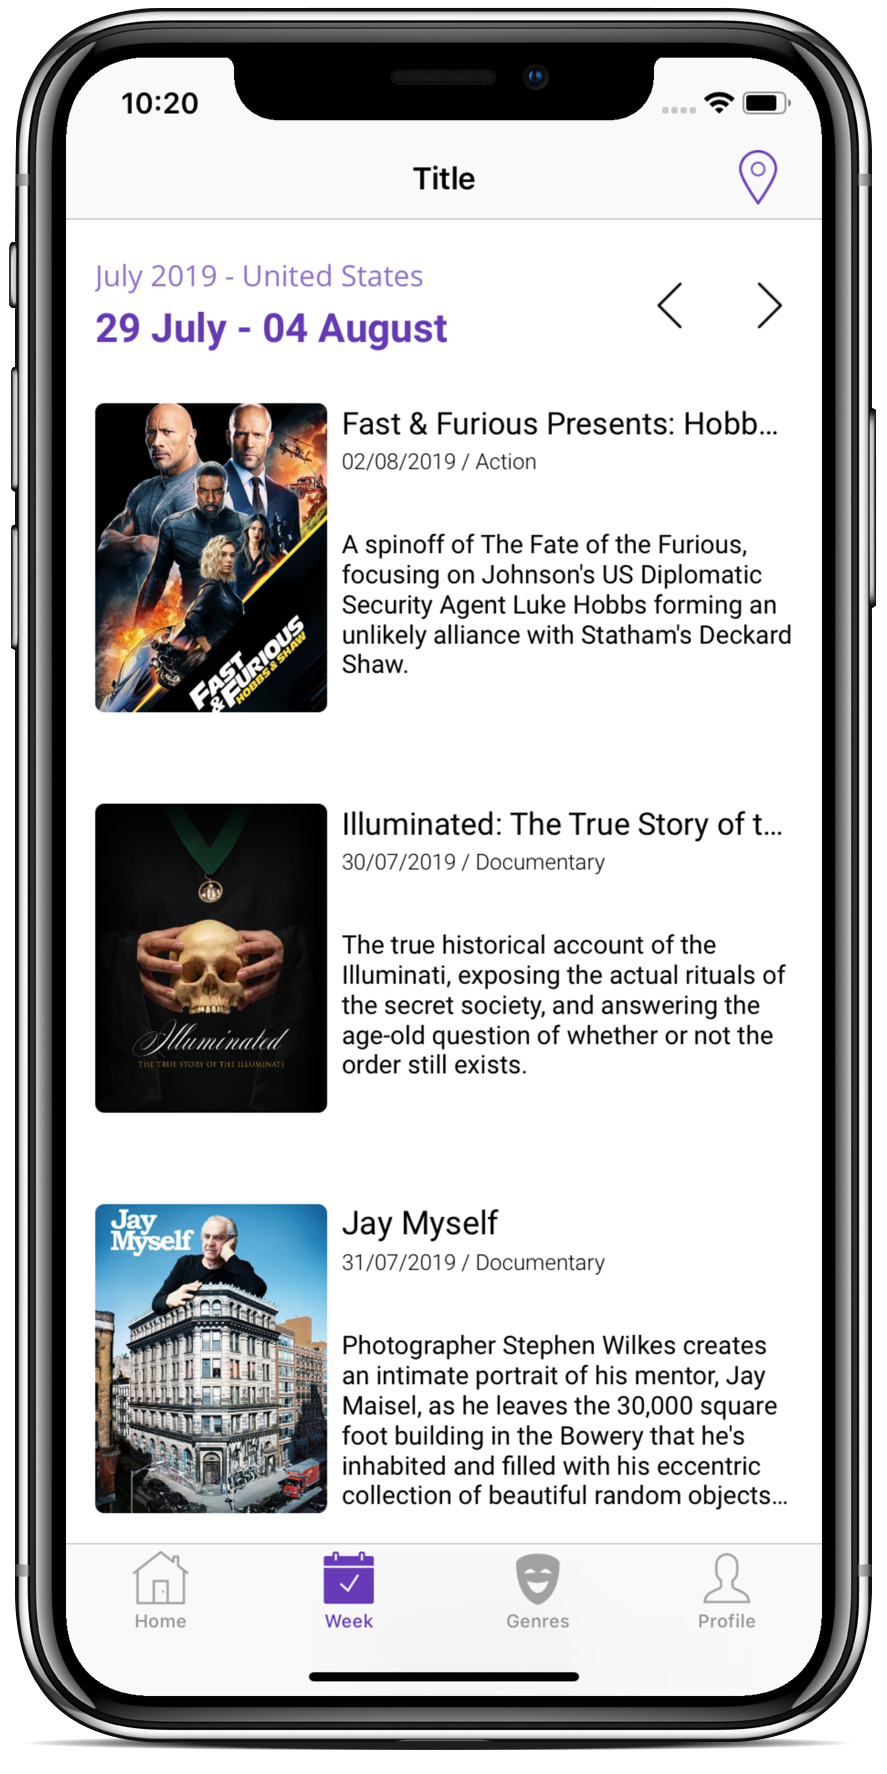 10:20
Title
July 2019 - United States
29 July - 04 August
Fast & Furious Presents: Hobb...
02/08/2019 / Action
A spinoff of The Fate of the Furious,
focusing on Johnson's US Diplomatic
Security Agent Luke Hobbs forming an
unlikely alliance with Statham's Deckard
Shaw.
FAST
& FURIOUS
HOBBS & SHAW
Illuminated: The True Story of t...
30/07/2019 / Documentary
The true historical account of the
Illuminati, exposing the actual rituals of
the secret society, and answering the
age-old question of whether or not the
order still exists.
Illuminated
THE TRUE STORY OF THE ILLUMINATI
Jay
Myself
Jay Myself
31/07/2019 / Documentary
Photographer Stephen Wilkes creates
an intimate portrait of his mentor, Jay
Maisel, as he leaves the 30,000 square
foot building in the Bowery that he's
inhabited and filled with his eccentric
collection of beautiful random objects...
Home
Week
Genres
Profile